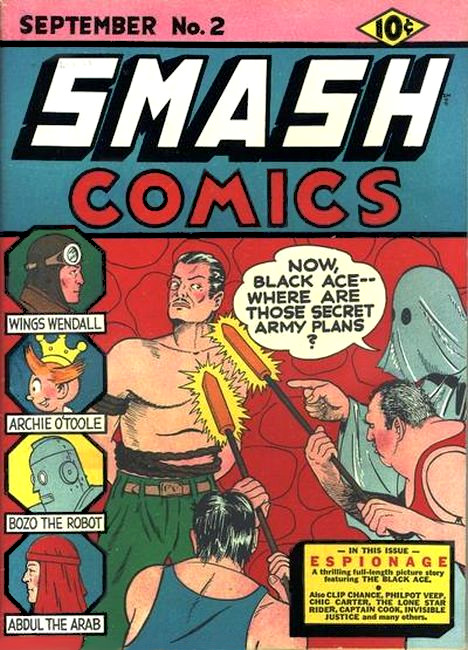 SEPTEMBER No. 2
10¢
SMASH
COMICS
NOW,
BLACK ACE--
WHERE ARE
THOSE SECRET
ARMY PLANS
?
WINGS WENDALL
ARCHIE O'TOOLE
BOZO THE ROBOT
ABDUL THE ARAB
— IN THIS ISSUE —
ESPIONAGE
A thrilling full-length picture story
featuring THE BLACK ACE.
Also CLIP CHANCE, PHILPOT VEEP,
CHIC CARTER, THE LONE STAR
RIDER, CAPTAIN COOK, INVISIBLE
JUSTICE and many others.